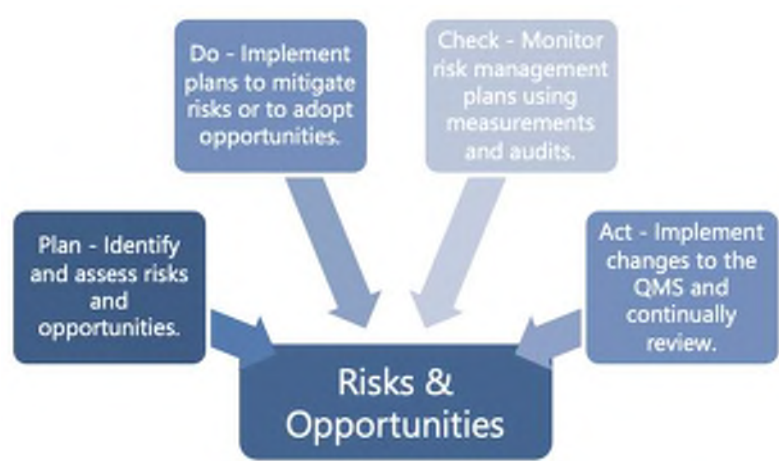 Plan - Identify
and assess risks
and
opportunities.
Do - Implement
plans to mitigate
risks or to adopt
opportunities.
Check - Monitor
risk management
plans using
measurements
and audits.
Act - Implement
changes to the
QMS and
continually
review.
Risks &
Opportunities